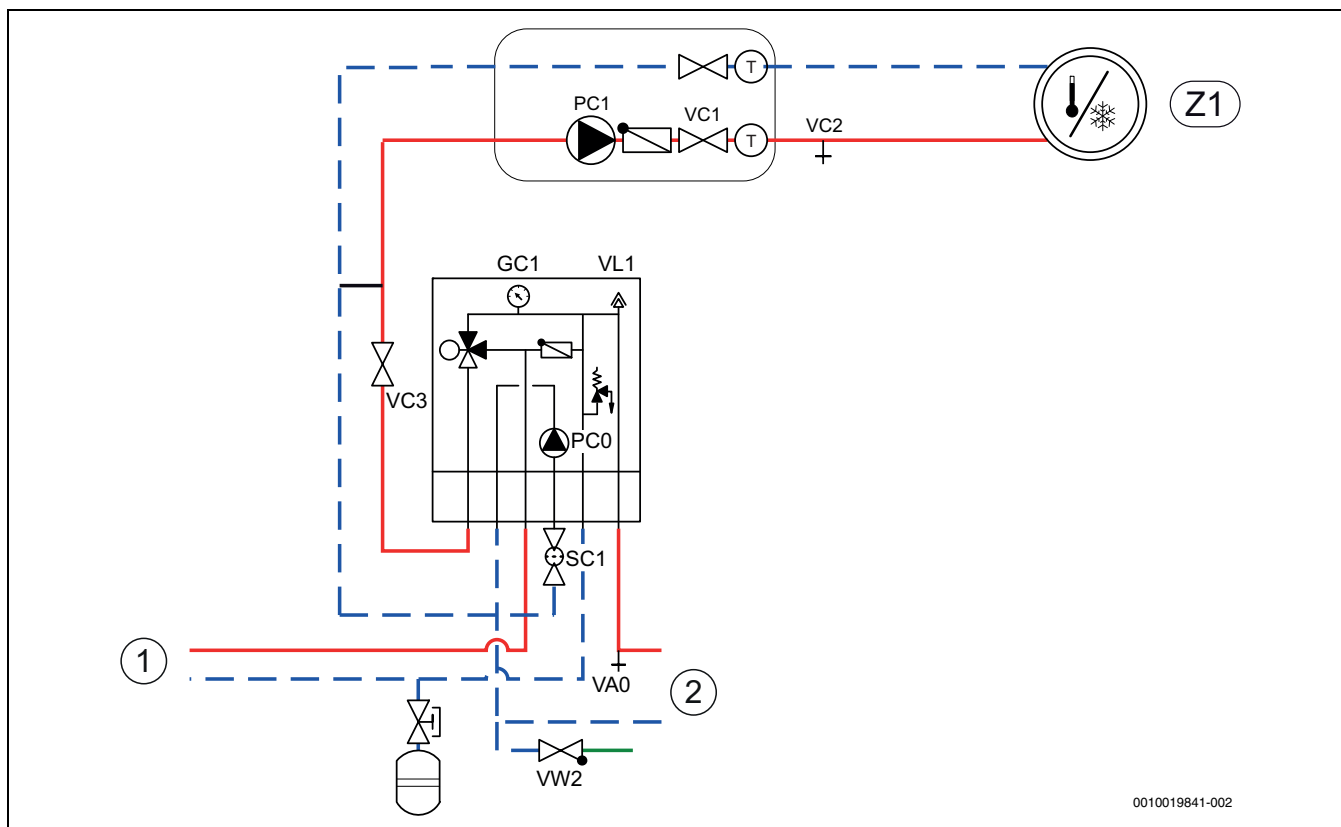 T
PC1
VC1
T
VC2
Z1
GC1
VL1
VC3
PC0
SC1
1
VA0
2
VW2
0010019841-002